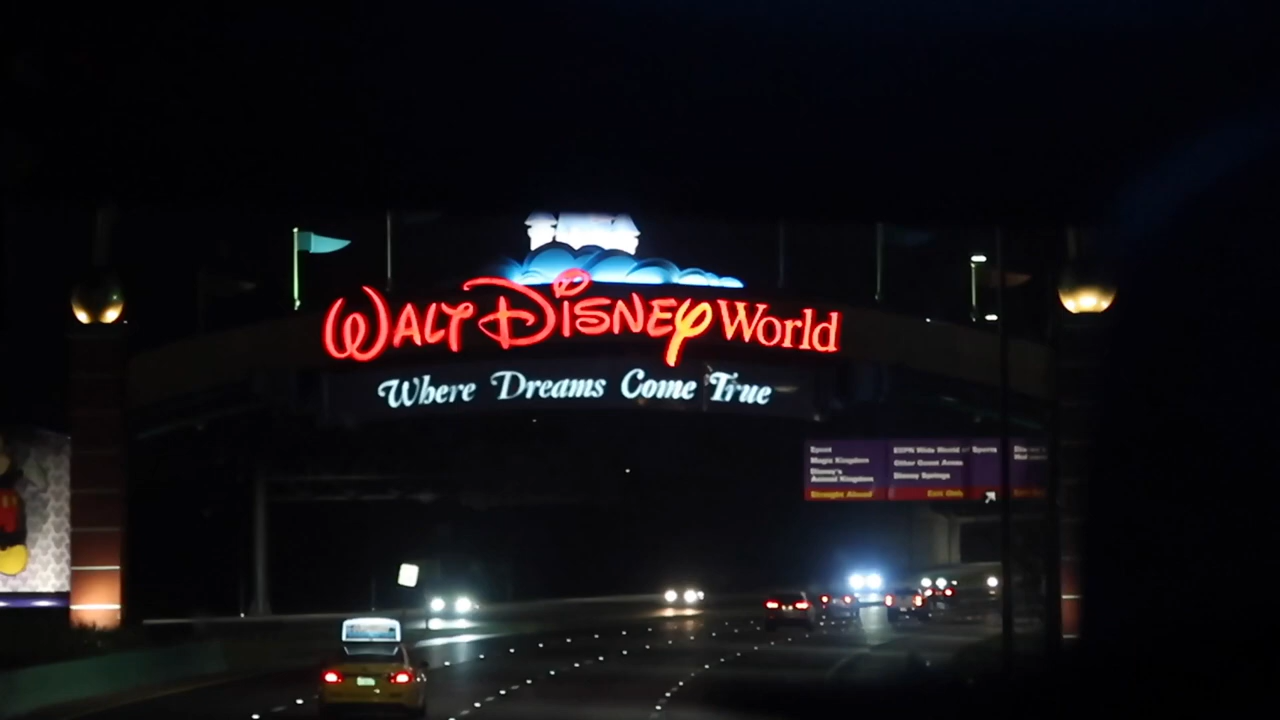 Walt Disney World
Where Dreams Come True
Epcot
Magic Kingdom
Disney's
Animal Kingdom
Straight Ahead
ESPN Wide World of Sports
Other Guest Areas
Disney Springs
Exit Only